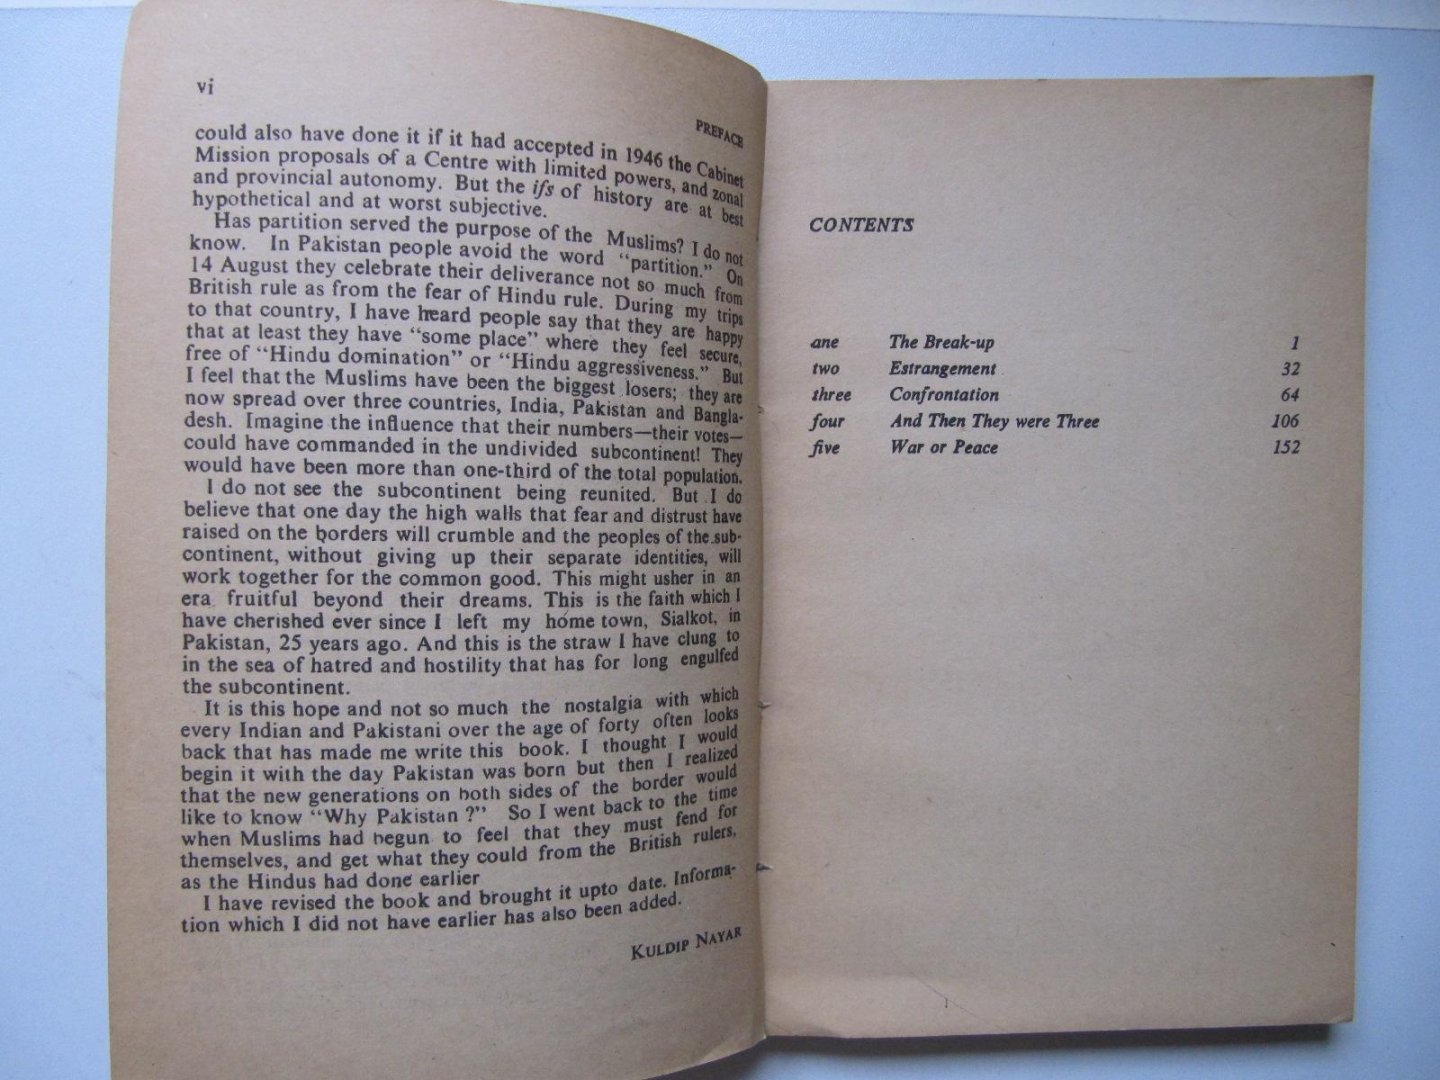 vi
PREFACE
could also have done it if it had accepted in 1946 the Cabinet
Mission proposals of a Centre with limited powers, and zonal
and provincial autonomy. But the ifs of history are at best
hypothetical and at worst subjective.
Has partition served the purpose of the Muslims? I do not
know. In Pakistan people avoid the word "partition." On
14 August they celebrate their deliverance not so much from
British rule as from the fear of Hindu rule. During my trips
to that country, I have heard people say that they are happy
that at least they have "some place" where they feel secure,
free of "Hindu domination" or "Hindu aggressiveness." But
I feel that the Muslims have been the biggest losers; they are
now spread over three countries, India, Pakistan and Bangla-
desh. Imagine the influence that their numbers—their votes—
could have commanded in the undivided subcontinent! They
would have been more than one-third of the total population.
I do not see the subcontinent being reunited. But I do
believe that one day the high walls that fear and distrust have
raised on the borders will crumble and the peoples of the sub-
continent, without giving up their separate identities, will
work together for the common good. This might usher in an
era fruitful beyond their dreams. This is the faith which I
have cherished ever since I left my home town, Sialkot, in
Pakistan, 25 years ago. And this is the straw I have clung to
in the sea of hatred and hostility that has for long engulfed
the subcontinent.
It is this hope and not so much the nostalgia with which
every Indian and Pakistani over the age of forty often looks
back that has made me write this book. I thought I would
begin it with the day Pakistan was born but then I realized
that the new generations on both sides of the border would
like to know "Why Pakistan ?" So I went back to the time
when Muslims had begun to feel that they must fend for
themselves, and get what they could from the British rulers,
as the Hindus had done earlier
I have revised the book and brought it upto date. Informa-
tion which I did not have earlier has also been added.
KULDIP NAYAR
CONTENTS
one The Break-up 1
two Estrangement 32
three Confrontation 64
four And Then They were Three 106
five War or Peace 152